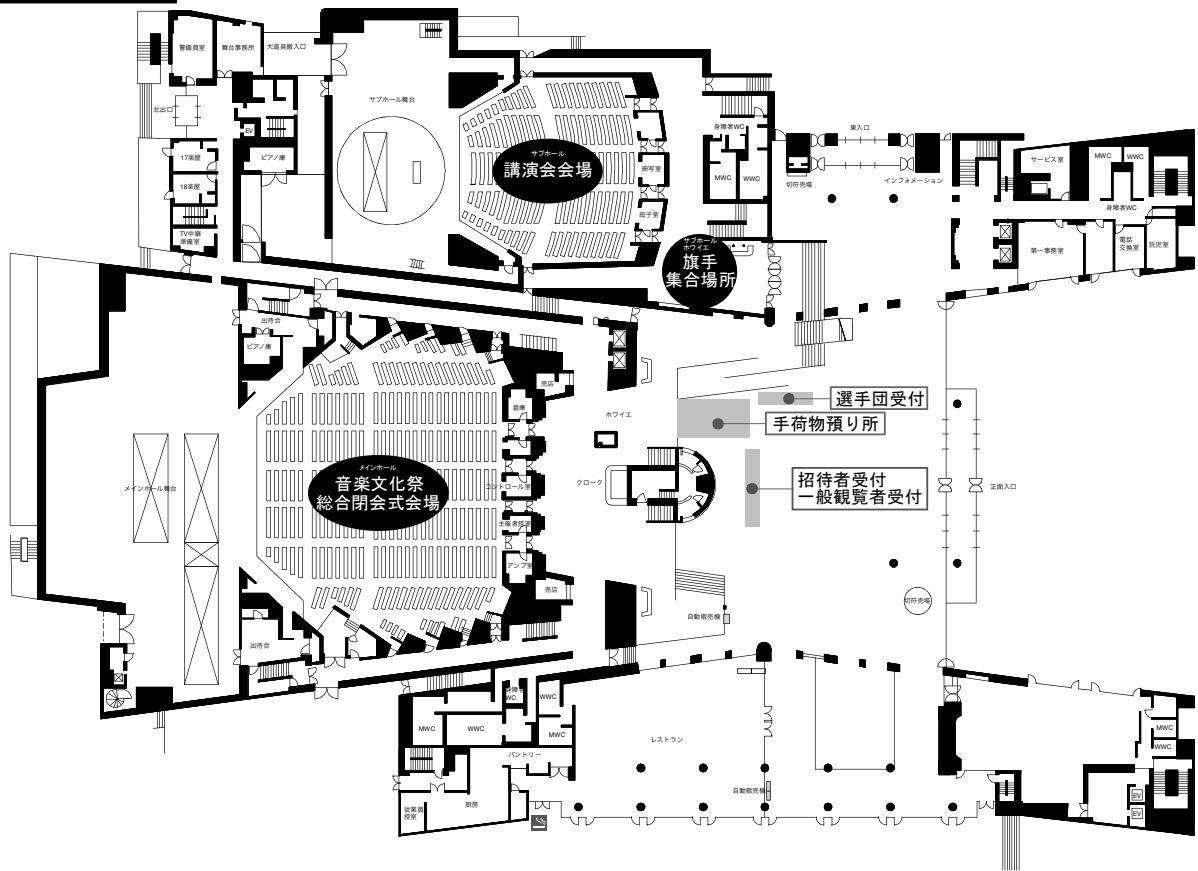 警備員室
舞台事務所
大道具搬入口
サブホール舞台
北出口
EV
ピアノ庫
17楽屋
18楽屋
TV中継
準備室
サブホール
講演会会場
映写室
母子室
身障者WC
MWC
WWC
切符売場
東入口
インフォメーション
サービス室
MWC
WWC
身障者WC
第一事務室
電話
交換室
託児室
サブホール
ホワイエ
旗手
集合場所
出待合
ピアノ庫
売店
倉庫
ホワイエ
選手団受付
手荷物預り所
招待者受付
一般観覧者受付
メインホール舞台
メインホール
音楽文化祭
総合閉会式会場
コントロール室
クローク
主催者控室
アンプ室
売店
正面入口
切符売場
自動販売機
出待合
身障者
WC
WWC
MWC
WWC
MWC
パントリー
レストラン
自動販売機
厨房
従業員
控室
MWC
WWC
EV
EV